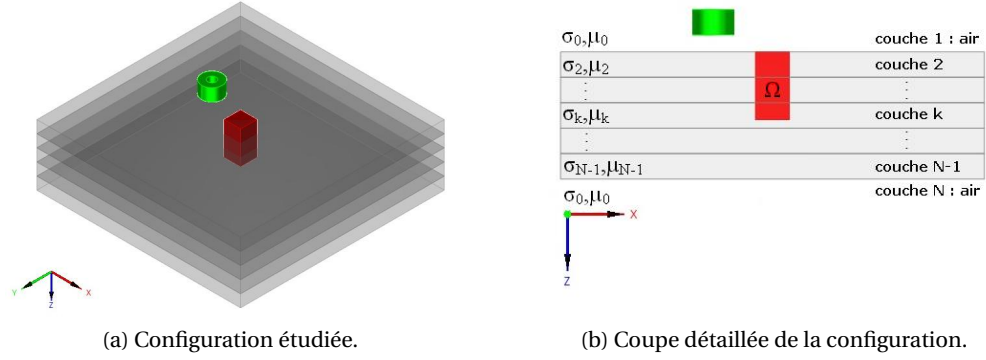 σ₀,μ₀ couche 1 : air
σ₂,μ₂ couche 2
⋮ Ω ⋮
σₖ,μₖ couche k
⋮ ⋮
σN-1,μN-1 couche N-1
σ₀,μ₀ couche N : air
X
Z
Y X
Z
(a) Configuration étudiée. (b) Coupe détaillée de la configuration.